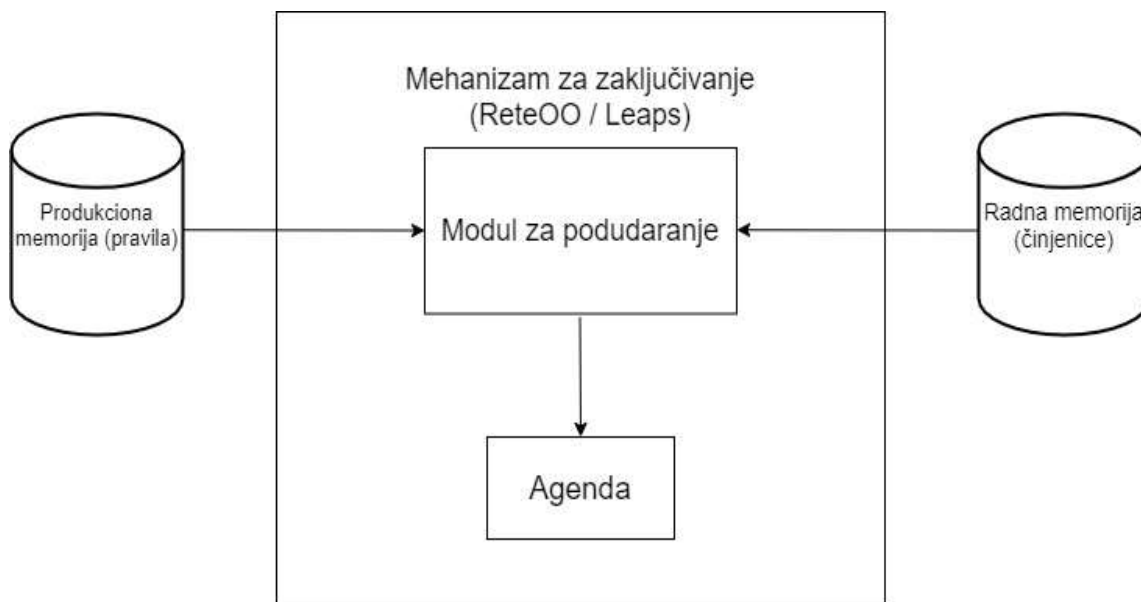 Mehanizam za zaključivanje
(ReteOO / Leaps)
Produkciona
memorija (pravila)
Modul za podudaranje
Radna memorija
(činjenice)
Agenda